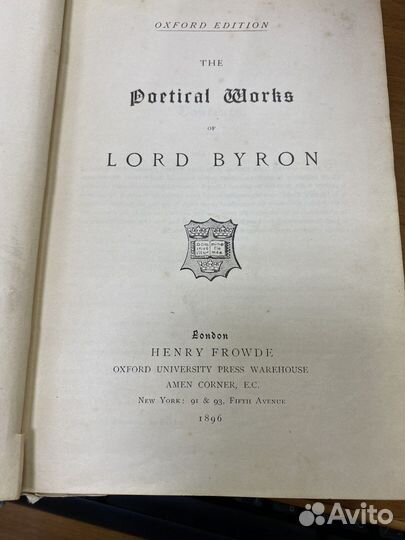 OXFORD EDITION
THE
Poetical Works
OF
LORD BYRON
London
HENRY FROWDE
OXFORD UNIVERSITY PRESS WAREHOUSE
AMEN CORNER, E.C.
NEW YORK: 91 & 93, FIFTH AVENUE
1896
Avito